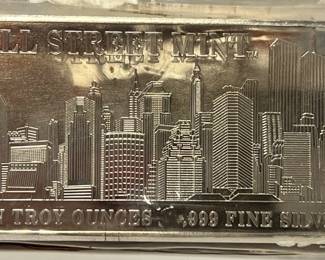 LL STREET MINT
TROY OUNCES .999 FINE SILV